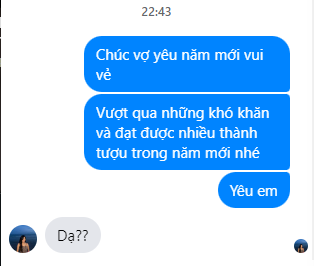 22:43
Chúc vợ yêu năm mới vui
vẻ
Vượt qua những khó khăn
và đạt được nhiều thành
tượu trong năm mới nhé
Yêu em
Dạ??